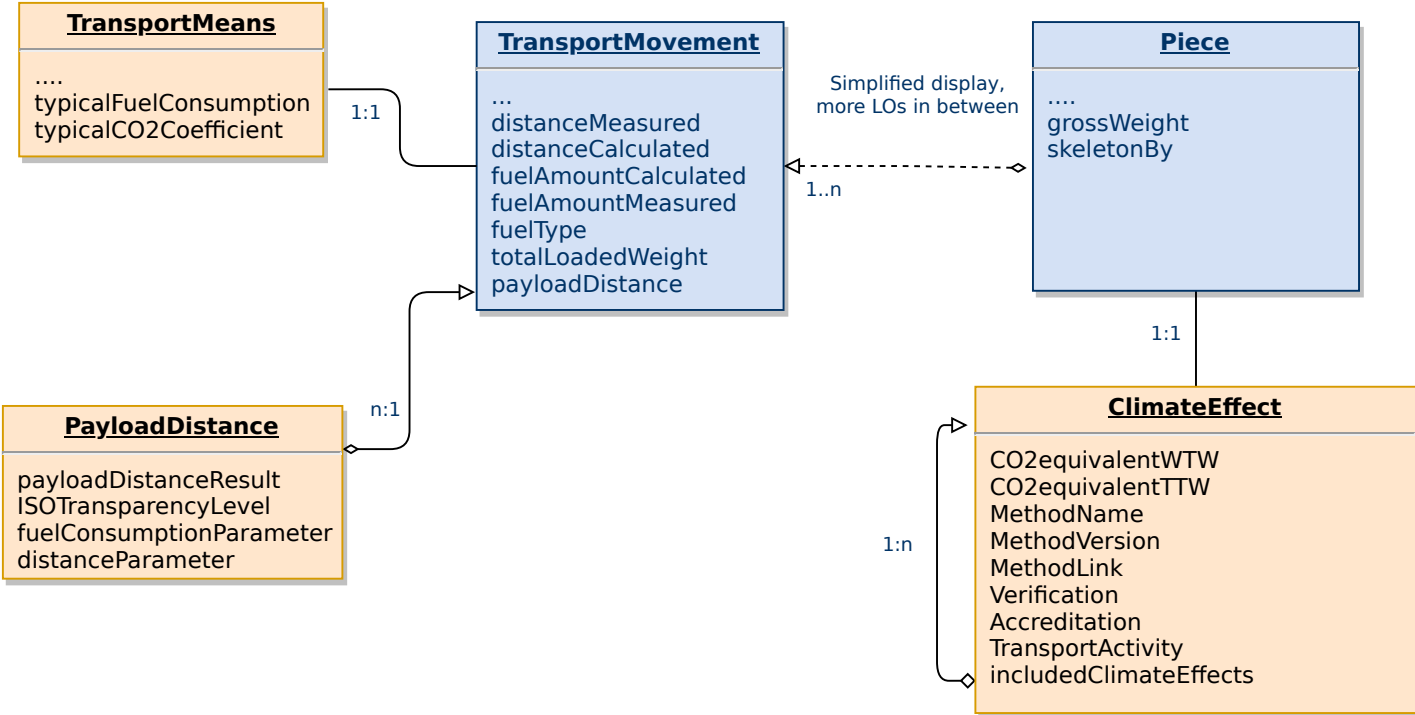 TransportMeans
....
typicalFuelConsumption
typicalCO2Coefficient
1:1
TransportMovement
...
distanceMeasured
distanceCalculated
fuelAmountCalculated
fuelAmountMeasured
fuelType
totalLoadedWeight
payloadDistance
Simplified display,
more LOs in between
1..n
Piece
....
grossWeight
skeletonBy
1:1
n:1
PayloadDistance
payloadDistanceResult
ISOTransparencyLevel
fuelConsumptionParameter
distanceParameter
1:n
ClimateEffect
CO2equivalentWTW
CO2equivalentTTW
MethodName
MethodVersion
MethodLink
Verification
Accreditation
TransportActivity
includedClimateEffects